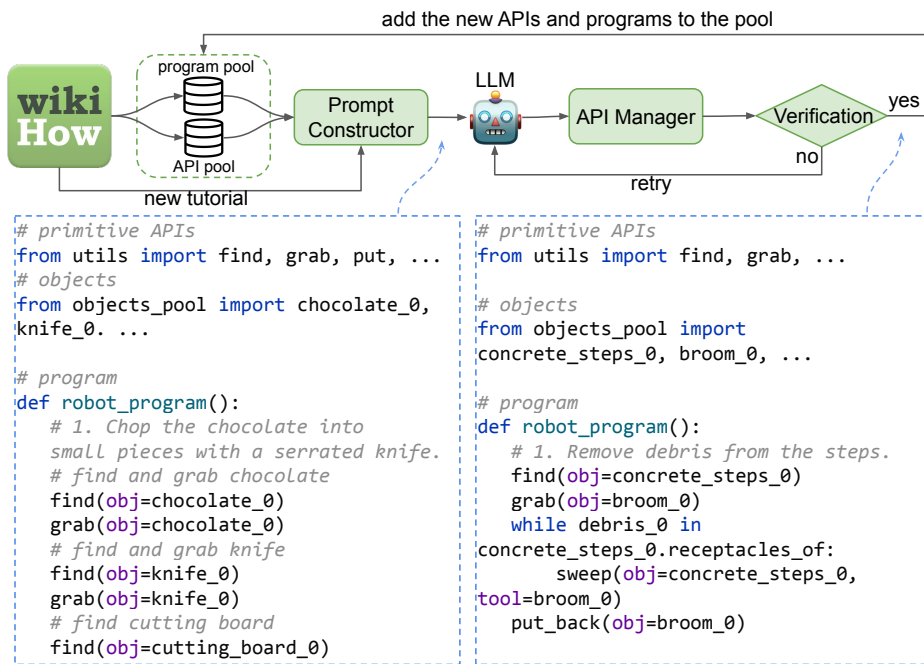 add the new APIs and programs to the pool
program pool
LLM
wiki
How
Prompt
Constructor
API Manager
Verification
yes
API pool
no
new tutorial
retry
# primitive APIs
from utils import find, grab, put, ...
# objects
from objects_pool import chocolate_0,
knife_0. ...
# program
def robot_program():
# 1. Chop the chocolate into
small pieces with a serrated knife.
# find and grab chocolate
find(obj=chocolate_0)
grab(obj=chocolate_0)
# find and grab knife
find(obj=knife_0)
grab(obj=knife_0)
# find cutting board
find(obj=cutting_board_0)
# primitive APIs
from utils import find, grab, ...
# objects
from objects_pool import
concrete_steps_0, broom_0, ...
# program
def robot_program():
# 1. Remove debris from the steps.
find(obj=concrete_steps_0)
grab(obj=broom_0)
while debris_0 in
concrete_steps_0.receptacles_of:
sweep(obj=concrete_steps_0,
tool=broom_0)
put_back(obj=broom_0)